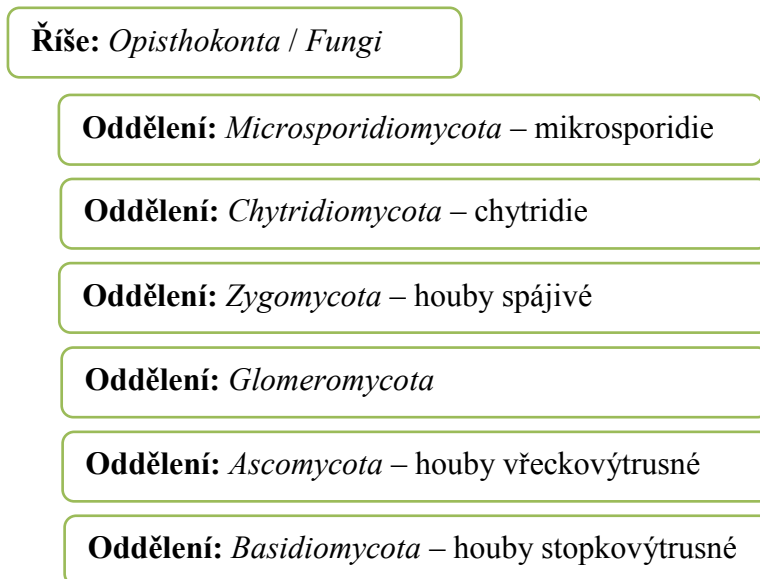 Říše: Opisthokonta / Fungi
Oddělení: Microsporidiomycota – mikrosporidie
Oddělení: Chytridiomycota – chytridie
Oddělení: Zygomycota – houby spájivé
Oddělení: Glomeromycota
Oddělení: Ascomycota – houby vřeckovýtrusné
Oddělení: Basidiomycota – houby stopkovýtrusné